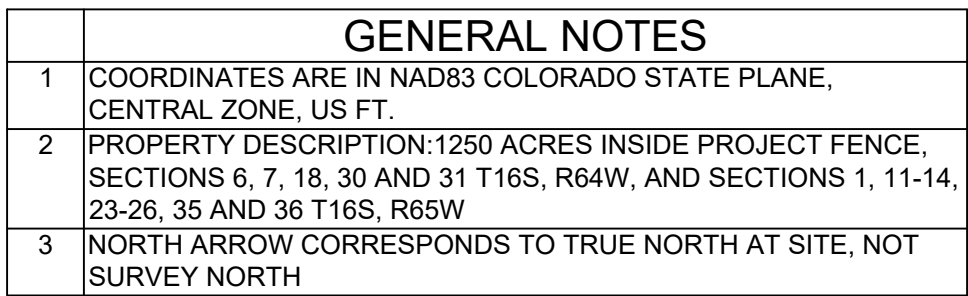 GENERAL NOTES
1 COORDINATES ARE IN NAD83 COLORADO STATE PLANE,
CENTRAL ZONE, US FT.
2 PROPERTY DESCRIPTION:1250 ACRES INSIDE PROJECT FENCE,
SECTIONS 6, 7, 18, 30 AND 31 T16S, R64W, AND SECTIONS 1, 11-14,
23-26, 35 AND 36 T16S, R65W
3 NORTH ARROW CORRESPONDS TO TRUE NORTH AT SITE, NOT
SURVEY NORTH